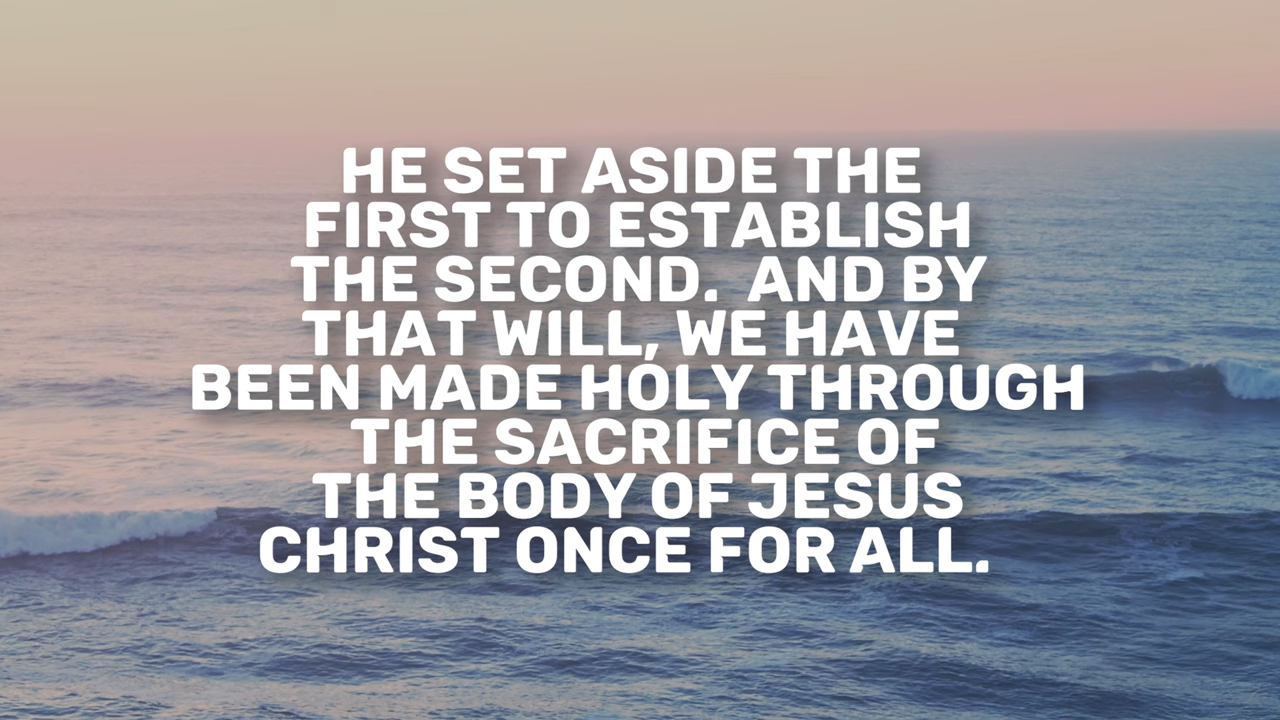 HE SET ASIDE THE
FIRST TO ESTABLISH
THE SECOND.  AND BY
THAT WILL, WE HAVE
BEEN MADE HOLY THROUGH
THE SACRIFICE OF
THE BODY OF JESUS
CHRIST ONCE FOR ALL.